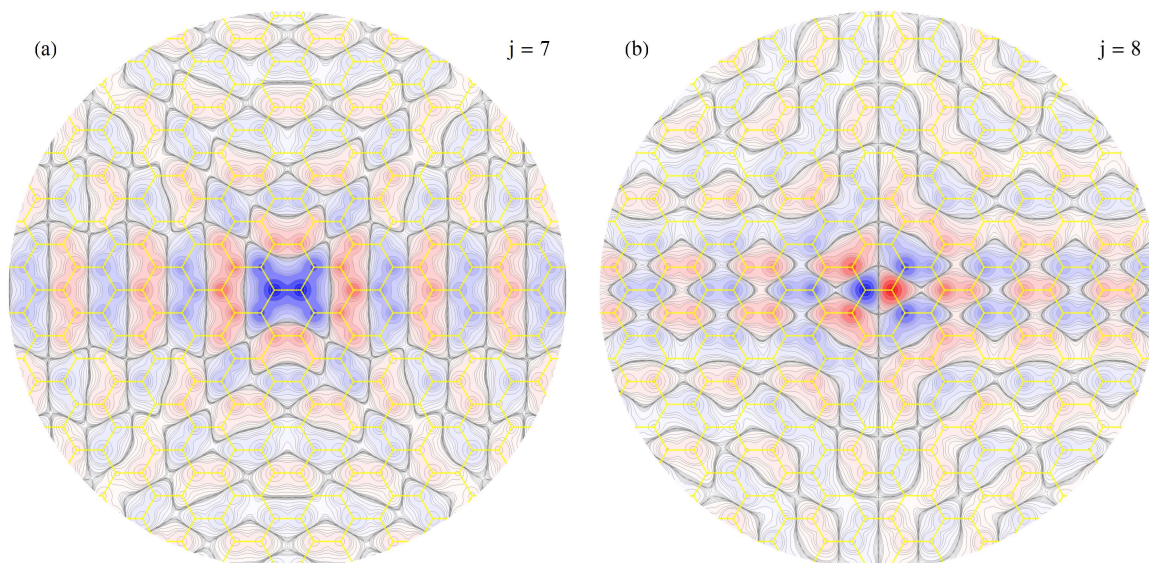 (a)
j = 7
(b)
j = 8